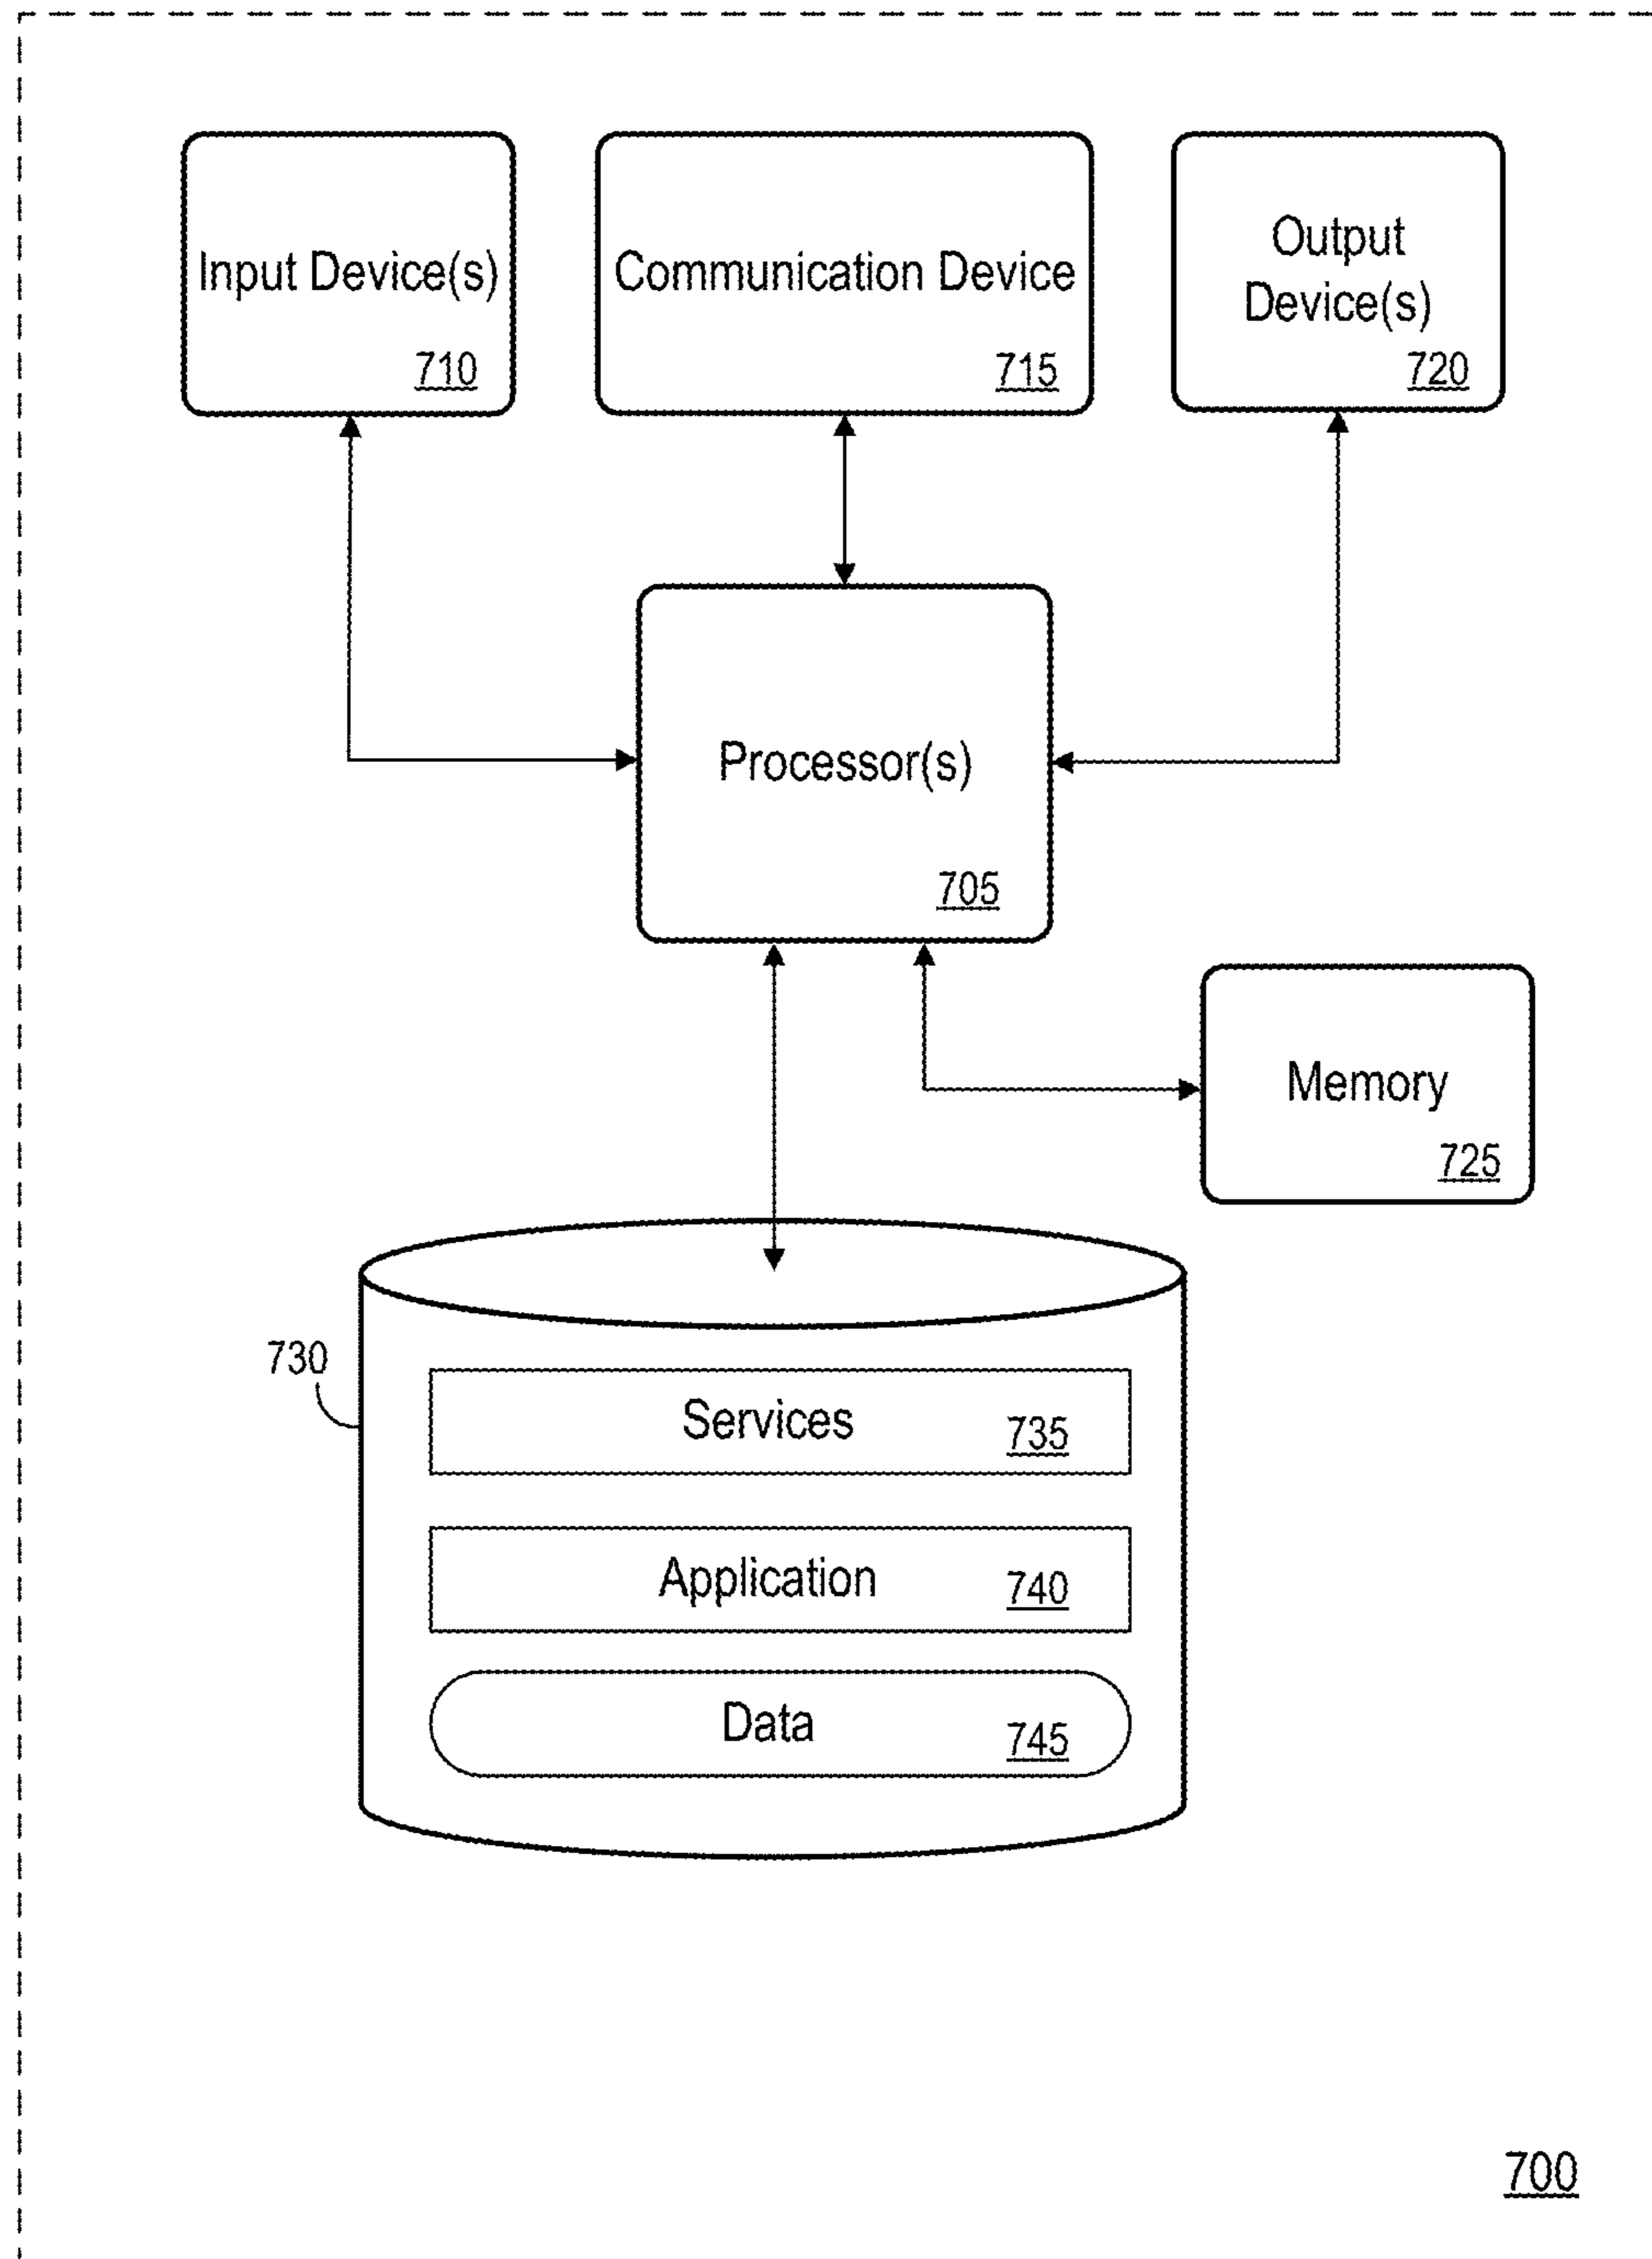 Input Device(s)
710
Communication Device
715
Output
Device(s)
720
Processor(s)
705
Memory
725
730
Services 735
Application 740
Data 745
700